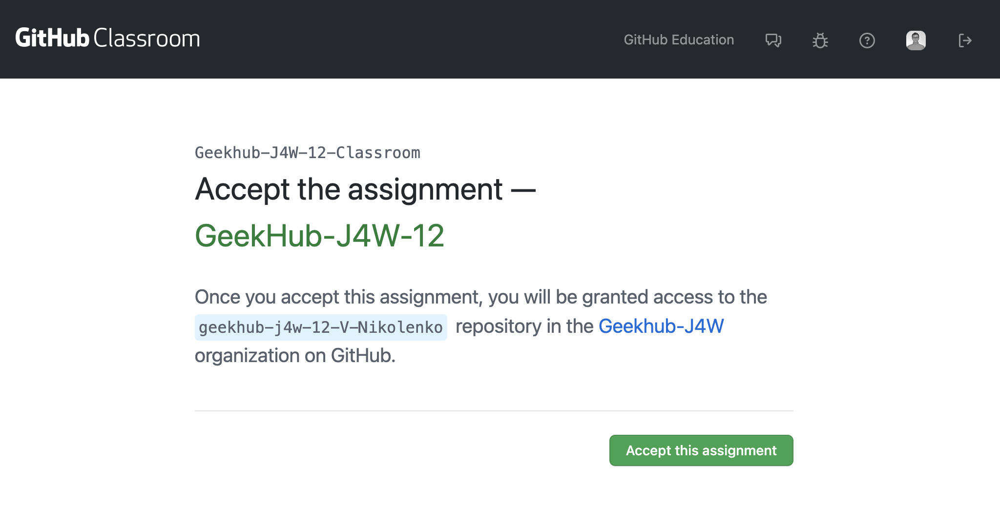 GitHub Classroom
GitHub Education
Geekhub-J4W-12-Classroom
Accept the assignment —
GeekHub-J4W-12
Once you accept this assignment, you will be granted access to the
geekhub-j4w-12-V-Nikolenko repository in the Geekhub-J4W
organization on GitHub.
Accept this assignment